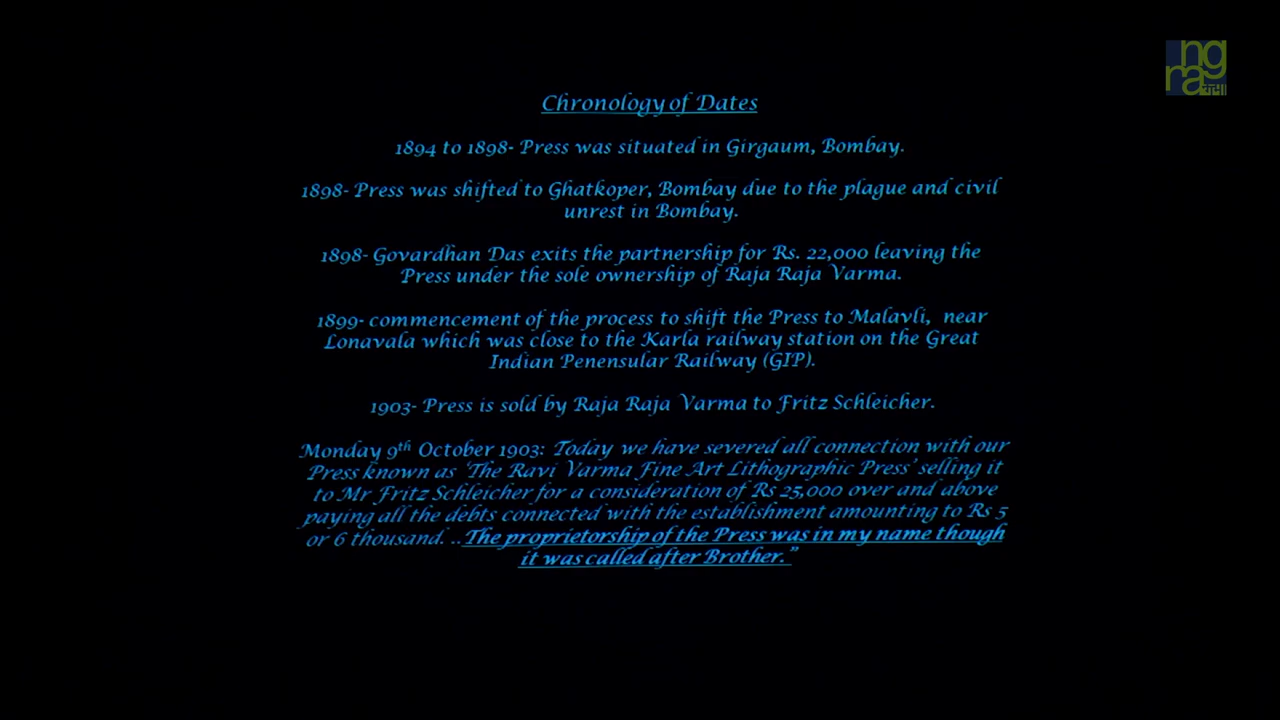 ng
ra
Chronology of Dates
1894 to 1898- Press was situated in Girgaum, Bombay.
1898- Press was shifted to Ghatkoper, Bombay due to the plague and civil
unrest in Bombay.
1898- Govardhan Das exits the partnership for Rs. 22,000 leaving the
Press under the sole ownership of Raja Raja Varma.
1899- commencement of the process to shift the Press to Malavli, near
Lonavala which was close to the Karla railway station on the Great
Indian Penensular Railway (GIP).
1903- Press is sold by Raja Raja Varma to Fritz Schleicher.
Monday 9th October 1903: Today we have severed all connection with our
Press known as 'The Ravi Varma Fine Art Lithographic Press' selling it
to Mr Fritz Schleicher for a consideration of Rs 25,000 over and above
paying all the debts connected with the establishment amounting to Rs 5
or 6 thousand. ..The proprietorship of the Press was in my name though
it was called after Brother."